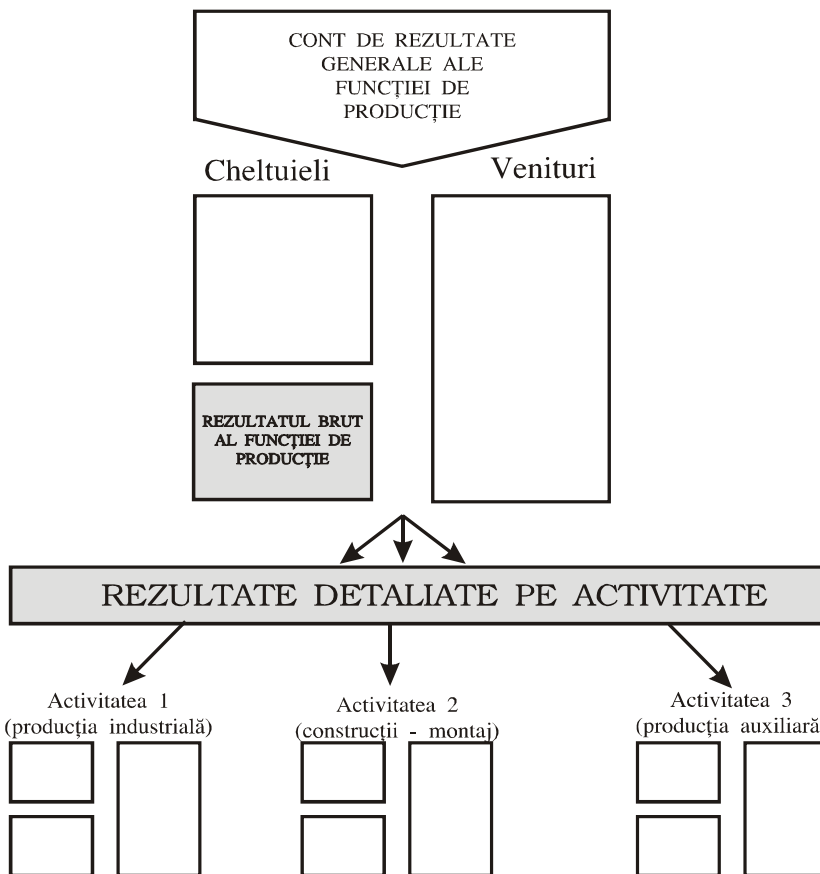 CONT DE REZULTATE
GENERALE ALE
FUNCȚIEI DE
PRODUCȚIE
Cheltuieli
Venituri
REZULTATUL BRUT
AL FUNCȚIEI DE
PRODUCȚIE
REZULTATE DETALIATE PE ACTIVITATE
Activitatea 1
(producția industrială)
Activitatea 2
(construcții - montaj)
Activitatea 3
(producția auxiliară